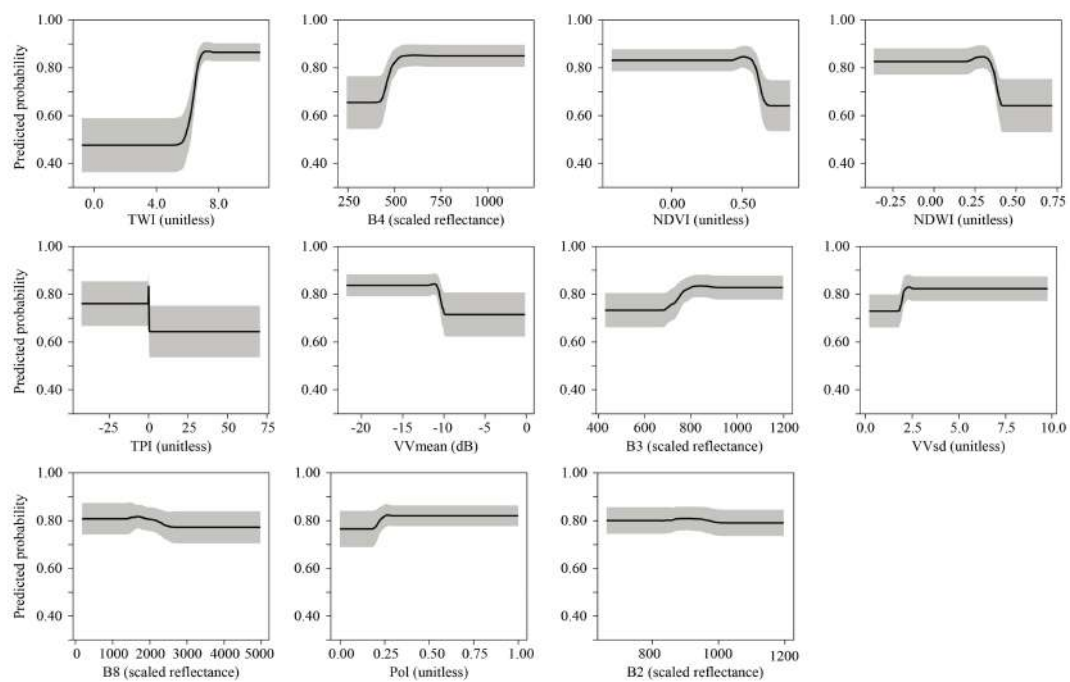 Predicted probability
1.00
0.80
0.60
0.40
0.0 4.0 8.0
TWI (unitless)
1.00
0.80
0.60
0.40
250 500 750 1000
B4 (scaled reflectance)
1.00
0.80
0.60
0.40
0.00 0.50
NDVI (unitless)
1.00
0.80
0.60
0.40
-0.25 0.00 0.25 0.50 0.75
NDWI (unitless)
Predicted probability
1.00
0.80
0.60
0.40
-25 0 25 50 75
TPI (unitless)
1.00
0.80
0.60
0.40
-20 -15 -10 -5 0
VVmean (dB)
1.00
0.80
0.60
0.40
400 600 800 1000 1200
B3 (scaled reflectance)
1.00
0.80
0.60
0.40
0.0 2.5 5.0 7.5 10.0
VVsd (unitless)
Predicted probability
1.00
0.80
0.60
0.40
0 1000 2000 3000 4000 5000
B8 (scaled reflectance)
1.00
0.80
0.60
0.40
0.00 0.25 0.50 0.75 1.00
Pol (unitless)
1.00
0.80
0.60
0.40
800 1000 1200
B2 (scaled reflectance)